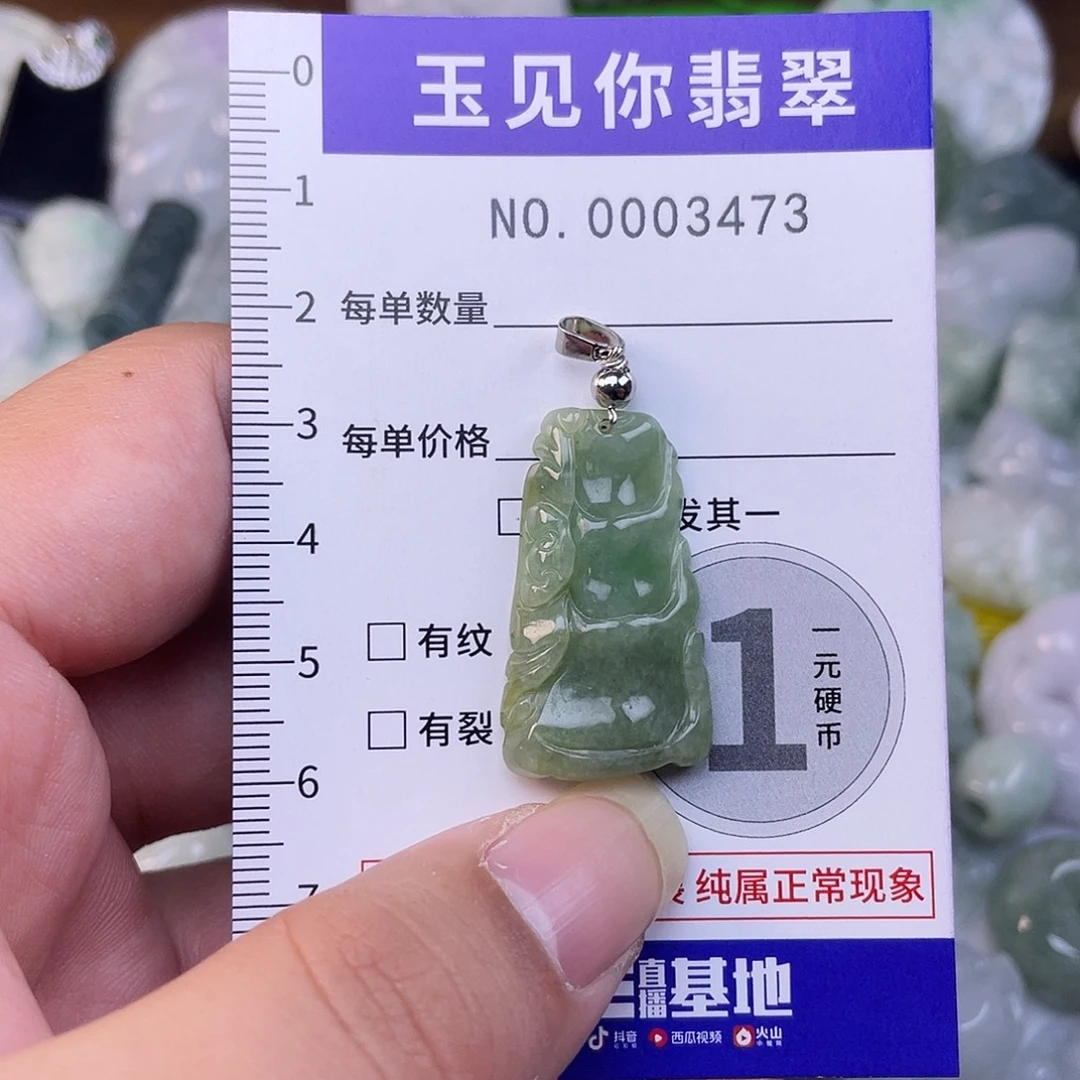 玉见你翡翠
0
1
2
3
4
5
6
NO. 0003473
每单数量
每单价格
发其一
有纹
有裂
1
一元硬币
纯属正常现象
直播基地
抖音 西瓜视频 火山